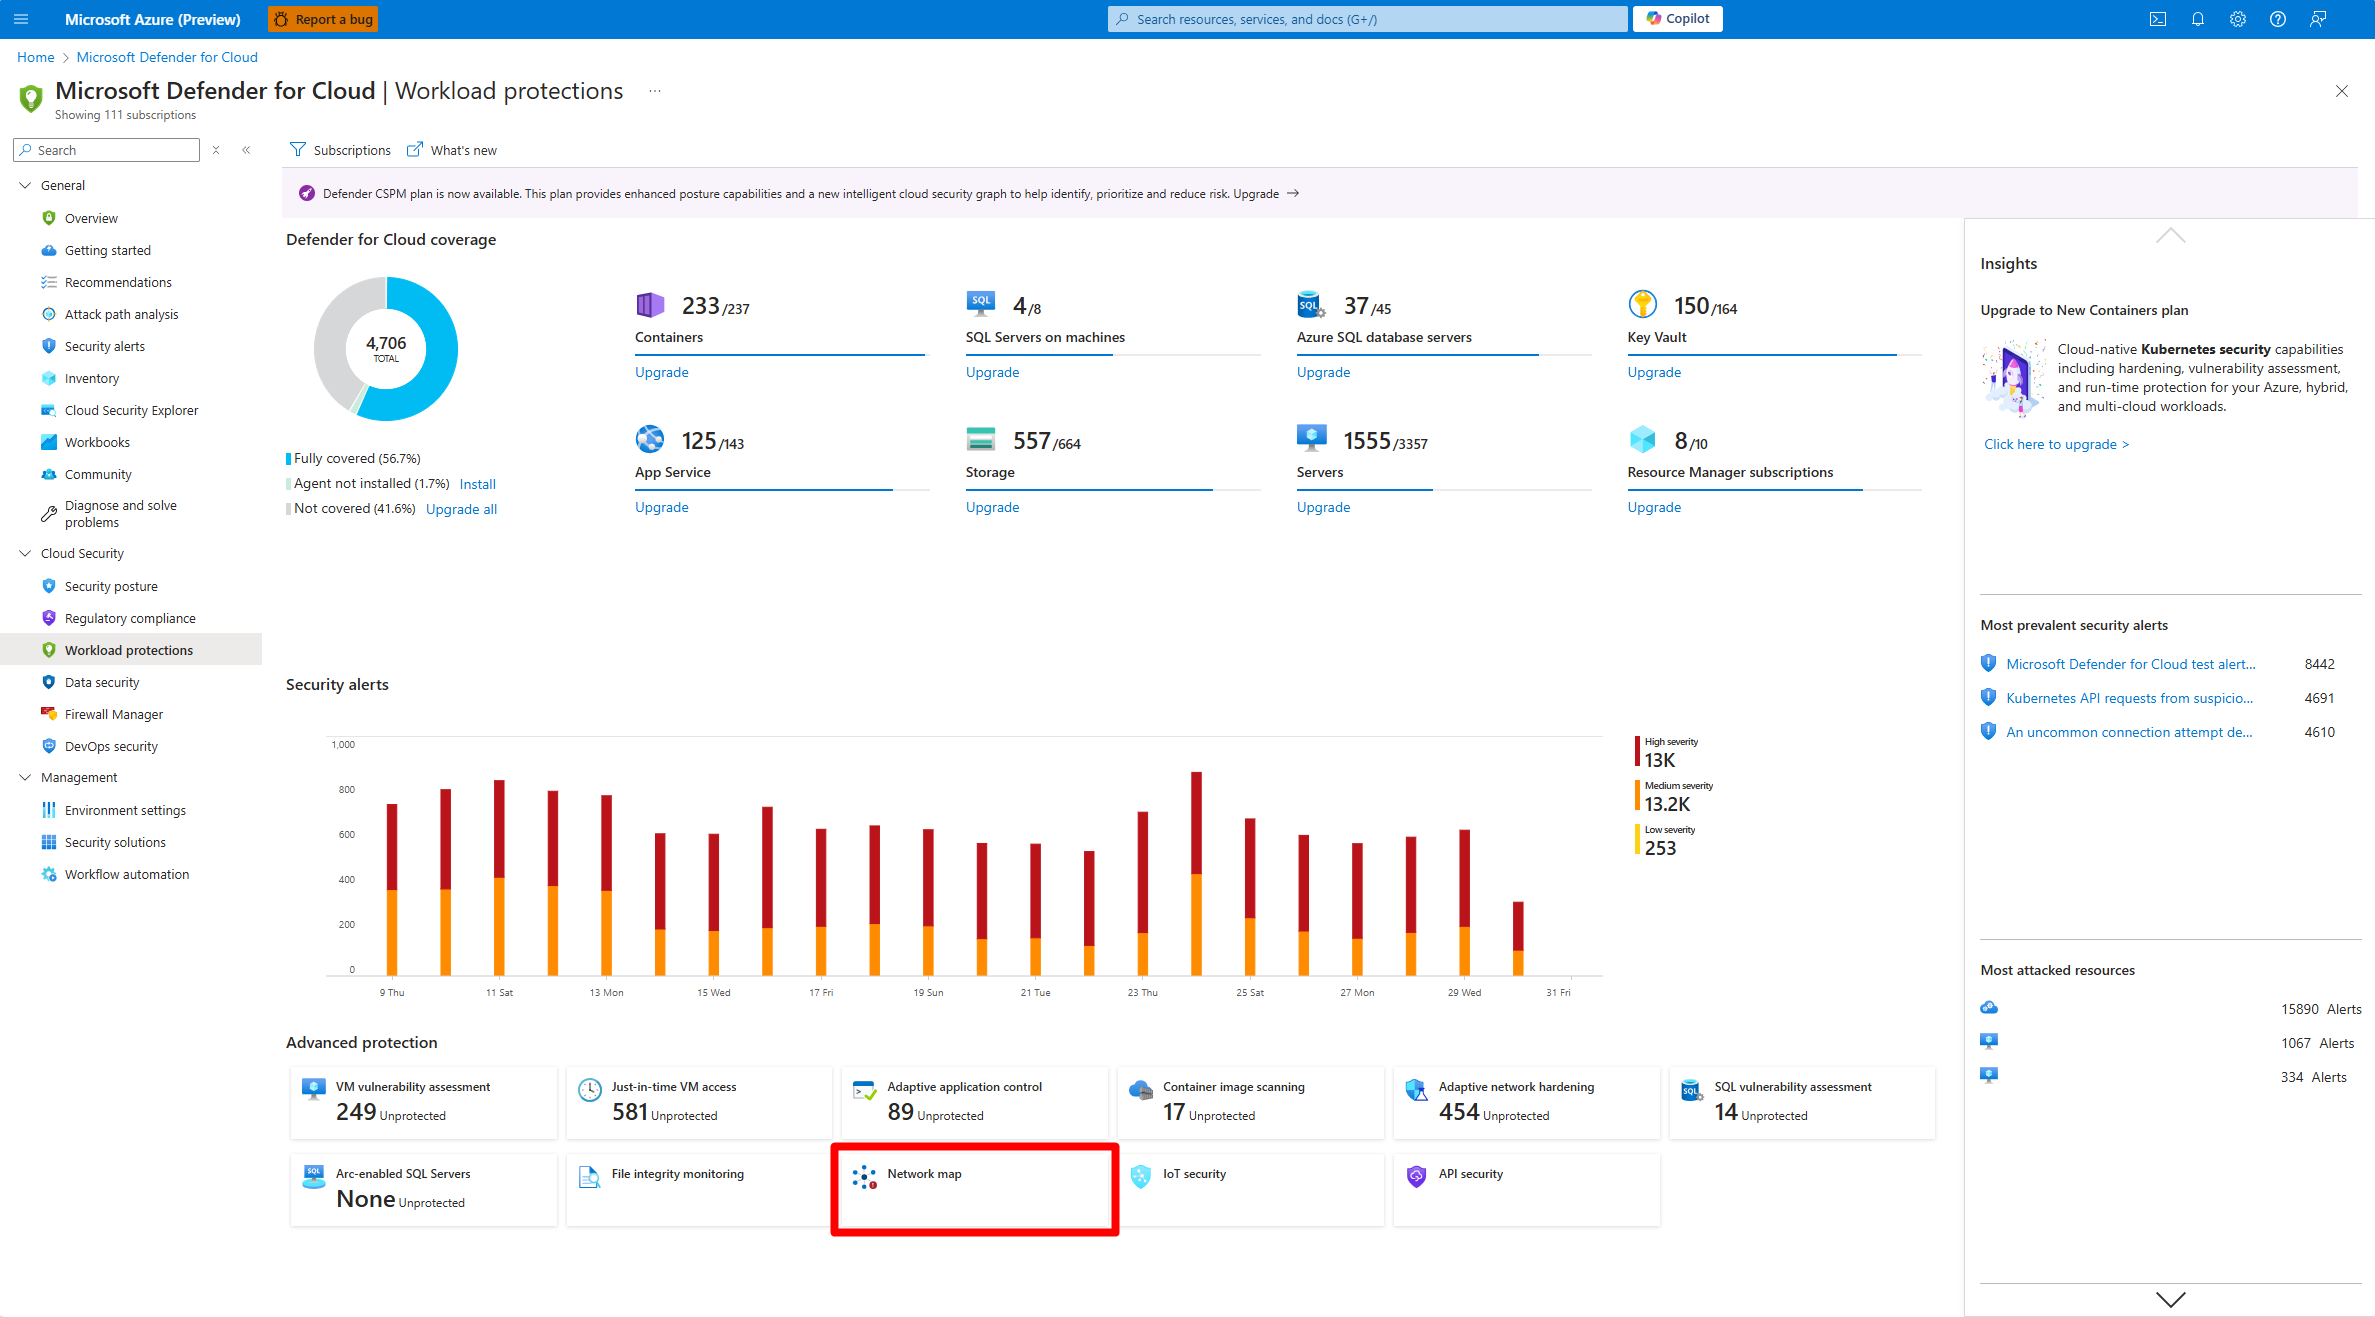 Microsoft Azure (Preview)
Report a bug
Search resources, services, and docs (G+/)
Copilot
Home > Microsoft Defender for Cloud
Microsoft Defender for Cloud | Workload protections ...
Showing 111 subscriptions
Search
Subscriptions
What's new
Defender CSPM plan is now available. This plan provides enhanced posture capabilities and a new intelligent cloud security graph to help identify, prioritize and reduce risk. Upgrade →
General
Overview
Getting started
Recommendations
Attack path analysis
Security alerts
Inventory
Cloud Security Explorer
Workbooks
Community
Diagnose and solve
problems
Cloud Security
Security posture
Regulatory compliance
Workload protections
Data security
Firewall Manager
DevOps security
Management
Environment settings
Security solutions
Workflow automation
Defender for Cloud coverage
4,706
TOTAL
Fully covered (56.7%)
Agent not installed (1.7%) Install
Not covered (41.6%) Upgrade all
233/237
Containers
Upgrade
SQL
4/8
SQL Servers on machines
Upgrade
SQL
37/45
Azure SQL database servers
Upgrade
150/164
Key Vault
Upgrade
125/143
App Service
Upgrade
557/664
Storage
Upgrade
1555/3357
Servers
Upgrade
8/10
Resource Manager subscriptions
Upgrade
Security alerts
1,000
800
600
400
200
0
9 Thu
11 Sat
13 Mon
15 Wed
17 Fri
19 Sun
21 Tue
23 Thu
25 Sat
27 Mon
29 Wed
31 Fri
High severity
13K
Medium severity
13.2K
Low severity
253
Advanced protection
VM vulnerability assessment
249 Unprotected
Just-in-time VM access
581 Unprotected
Adaptive application control
89 Unprotected
Container image scanning
17 Unprotected
Adaptive network hardening
454 Unprotected
SQL
SQL vulnerability assessment
14 Unprotected
SQL
Arc-enabled SQL Servers
None Unprotected
File integrity monitoring
Network map
IoT security
API security
Insights
Upgrade to New Containers plan
Cloud-native Kubernetes security capabilities
including hardening, vulnerability assessment,
and run-time protection for your Azure, hybrid,
and multi-cloud workloads.
Click here to upgrade >
Most prevalent security alerts
Microsoft Defender for Cloud test alert... 8442
Kubernetes API requests from suspicio... 4691
An uncommon connection attempt de... 4610
Most attacked resources
15890 Alerts
1067 Alerts
334 Alerts